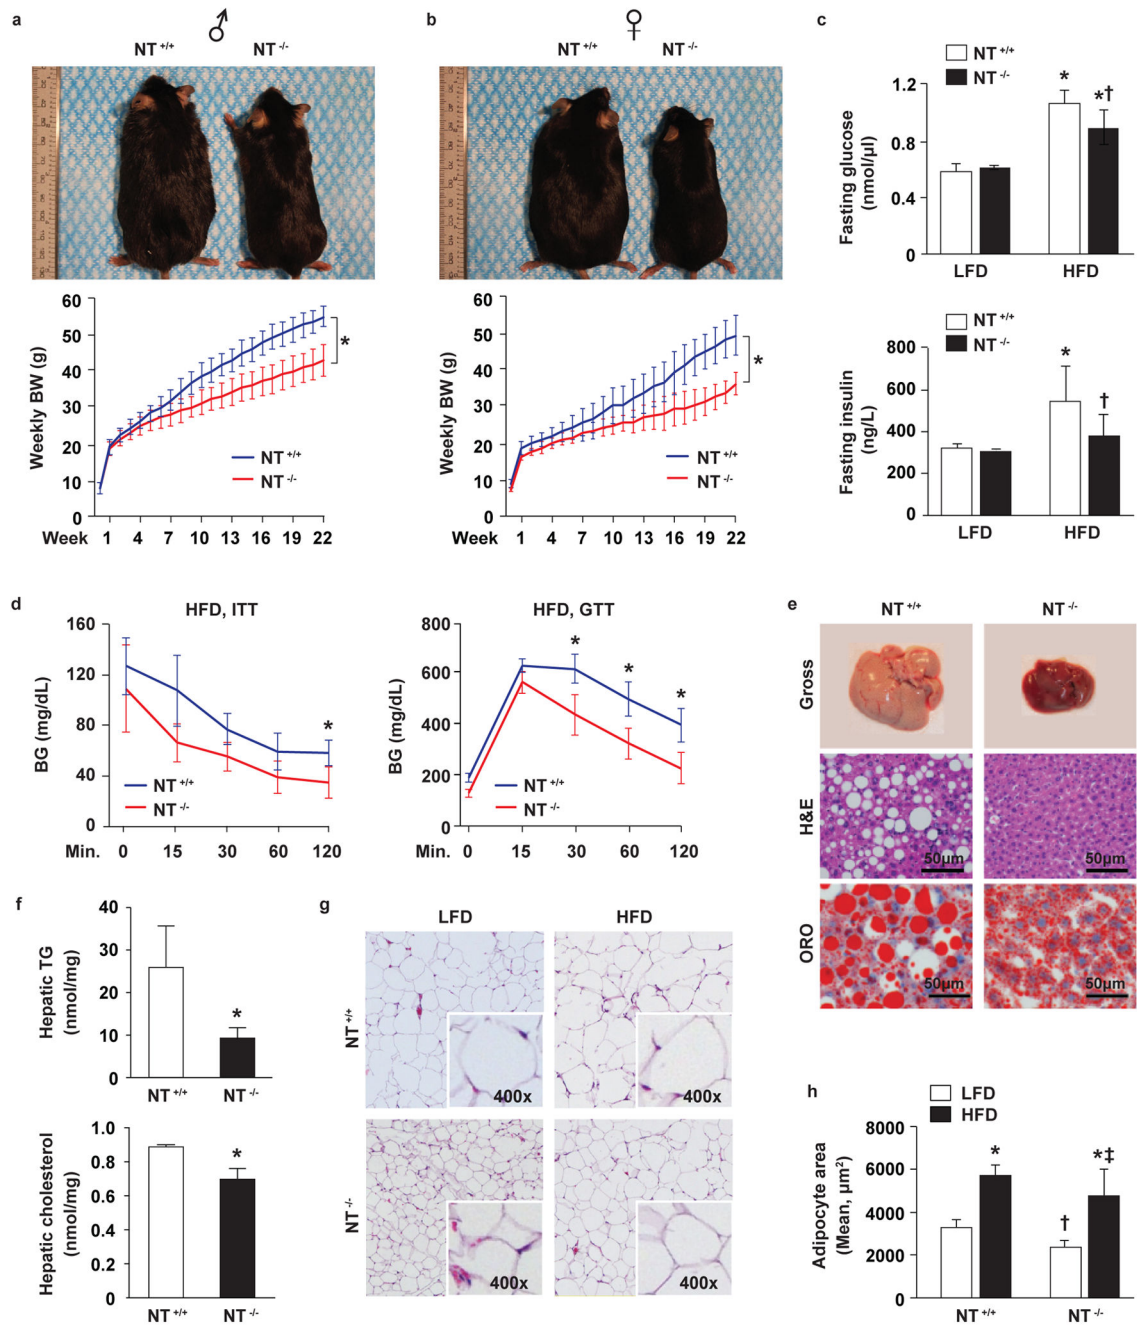 a
♂
NT +/+
NT -/-
b
♀
NT +/+
NT -/-
Weekly BW (g)
60
50
40
30
20
10
0
NT +/+
NT -/-
*
Week 1 4 7 10 13 16 19 22
Weekly BW (g)
60
50
40
30
20
10
0
NT +/+
NT -/-
*
Week 1 4 7 10 13 16 19 22
c
NT +/+
NT -/-
Fasting glucose
(nmol/µl)
1.2
0.8
0.4
0
*
*†
LFD HFD
NT +/+
NT -/-
Fasting insulin
(ng/L)
800
600
400
200
0
*
†
LFD HFD
d
HFD, ITT
BG (mg/dL)
160
120
80
40
0
*
NT +/+
NT -/-
Min. 0 15 30 60 120
HFD, GTT
BG (mg/dL)
800
600
400
200
0
* * *
NT +/+
NT -/-
Min. 0 15 30 60 120
e
NT +/+ NT -/-
Gross
H&E
50µm 50µm
ORO
50µm 50µm
f
Hepatic TG
(nmol/mg)
40
30
20
10
0
*
NT +/+ NT -/-
Hepatic cholesterol
(nmol/mg)
1.0
0.8
0.6
0.4
0.2
0
*
NT +/+ NT -/-
g
LFD HFD
NT +/+
400x 400x
NT -/-
400x 400x
h
LFD
HFD
Adipocyte area
(Mean, µm²)
8000
6000
4000
2000
0
*
†
*‡
NT +/+ NT -/-